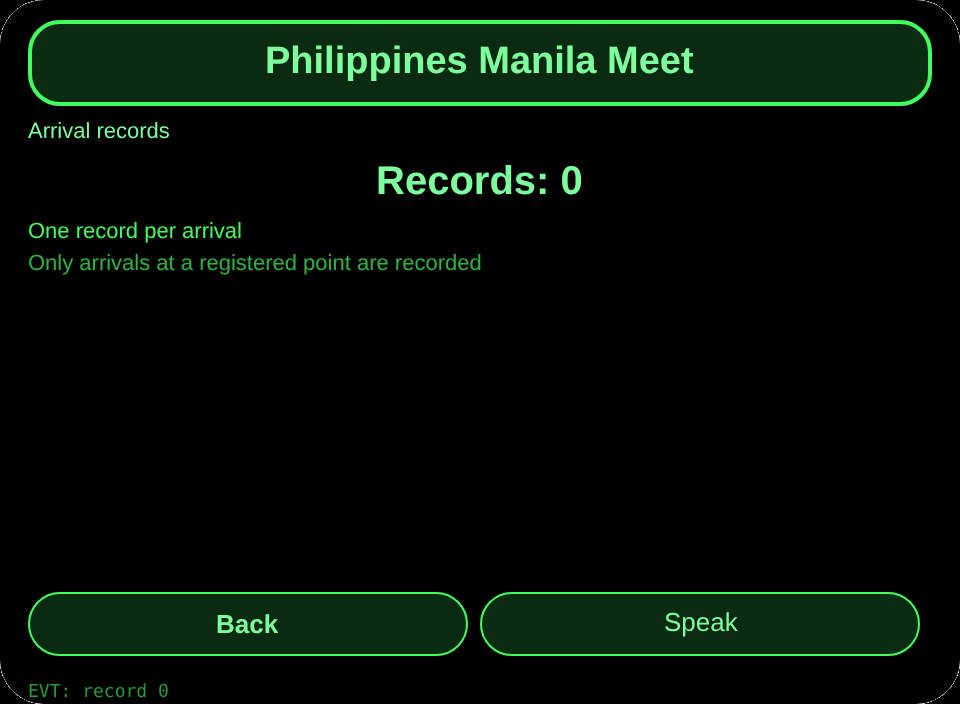 Philippines Manila Meet
Arrival records
Records: 0
One record per arrival
Only arrivals at a registered point are recorded
Back
Speak
EVT: record 0